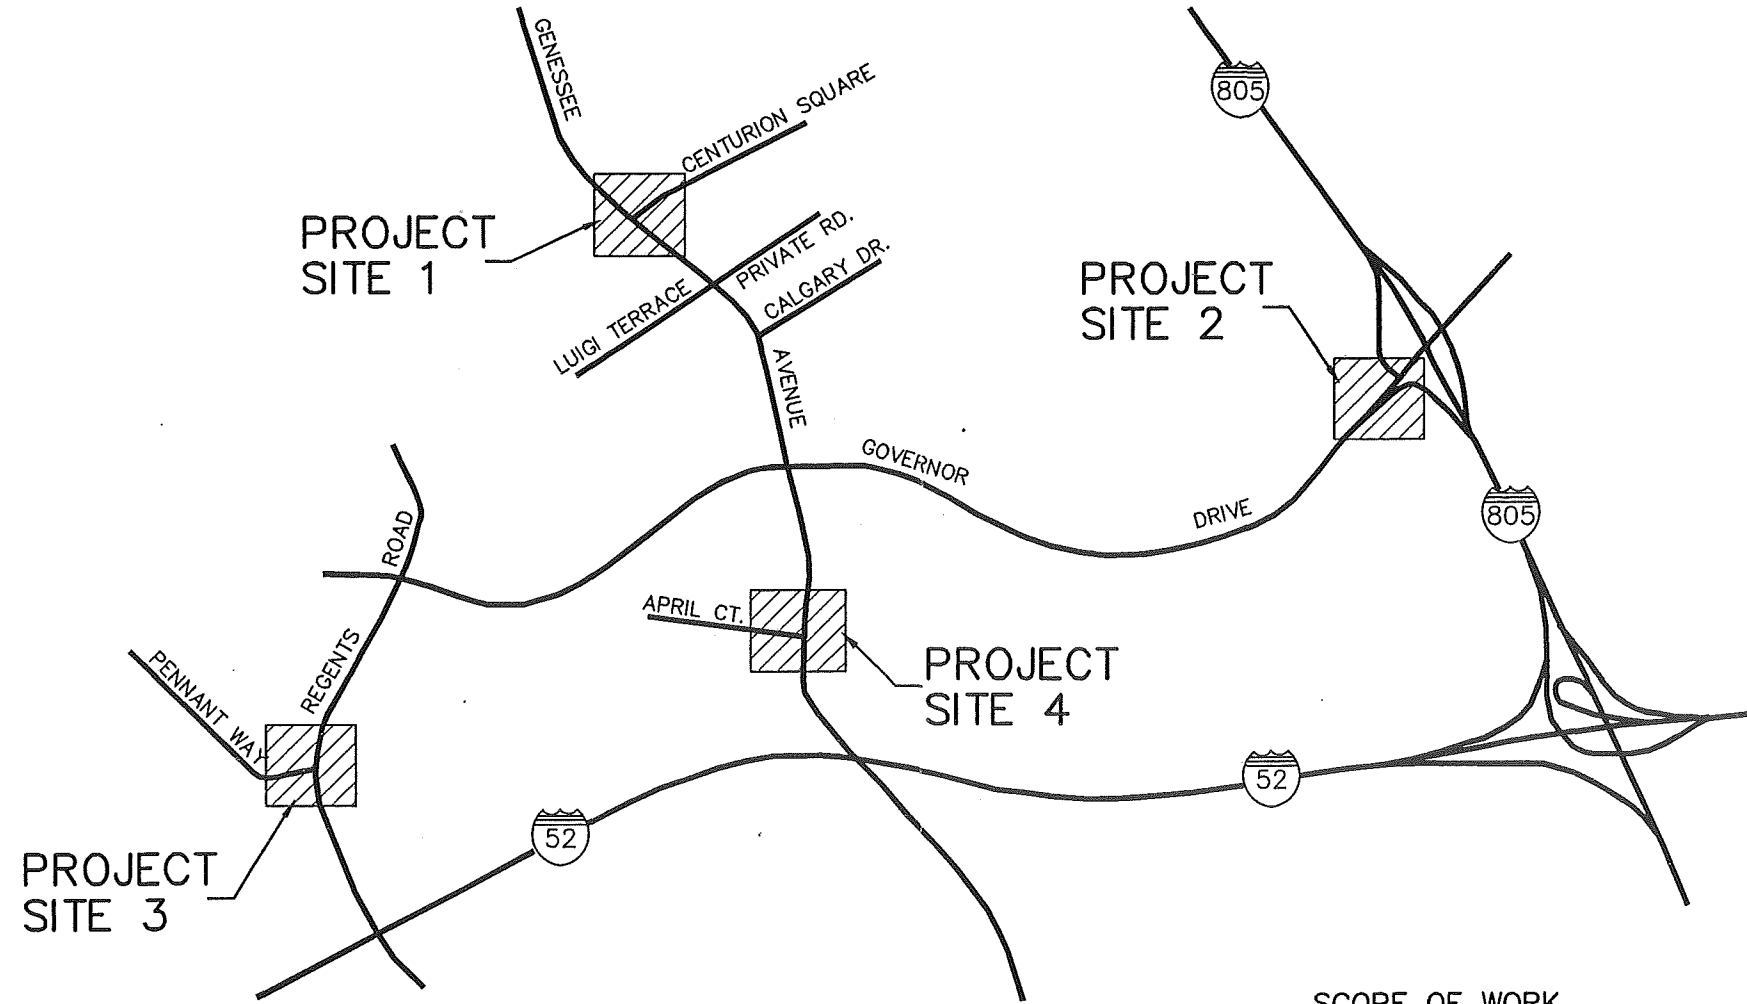 GENESSEE
805
CENTURION SQUARE
PROJECT
SITE 1
PRIVATE RD.
LUIGI TERRACE
CALGARY DR.
PROJECT
SITE 2
AVENUE
GOVERNOR
DRIVE
805
ROAD
APRIL CT.
REGENTS
PENNANT WAY
PROJECT
SITE 4
52
52
PROJECT
SITE 3
SCOPE OF WORK